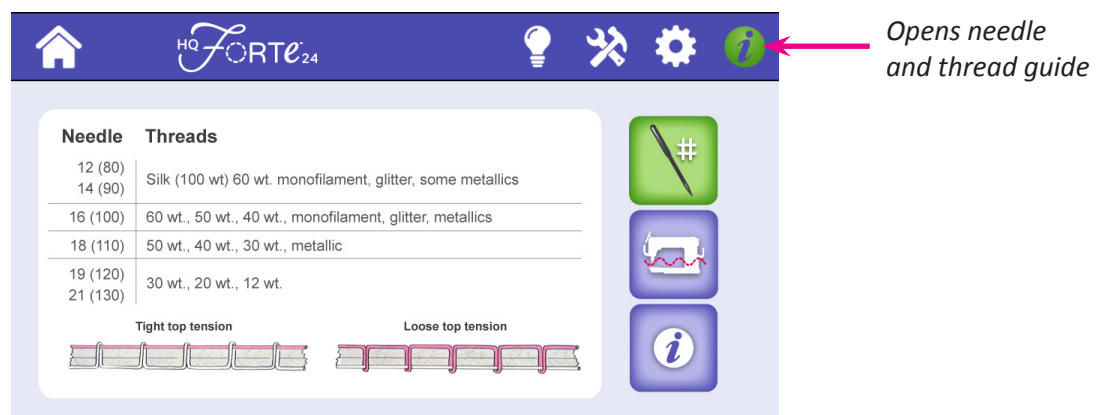 HQ FORTE 24
i
Opens needle
and thread guide
Needle Threads
12 (80)
14 (90)
Silk (100 wt) 60 wt. monofilament, glitter, some metallics
16 (100) 60 wt., 50 wt., 40 wt., monofilament, glitter, metallics
18 (110) 50 wt., 40 wt., 30 wt., metallic
19 (120)
21 (130)
30 wt., 20 wt., 12 wt.
Tight top tension Loose top tension
#
i